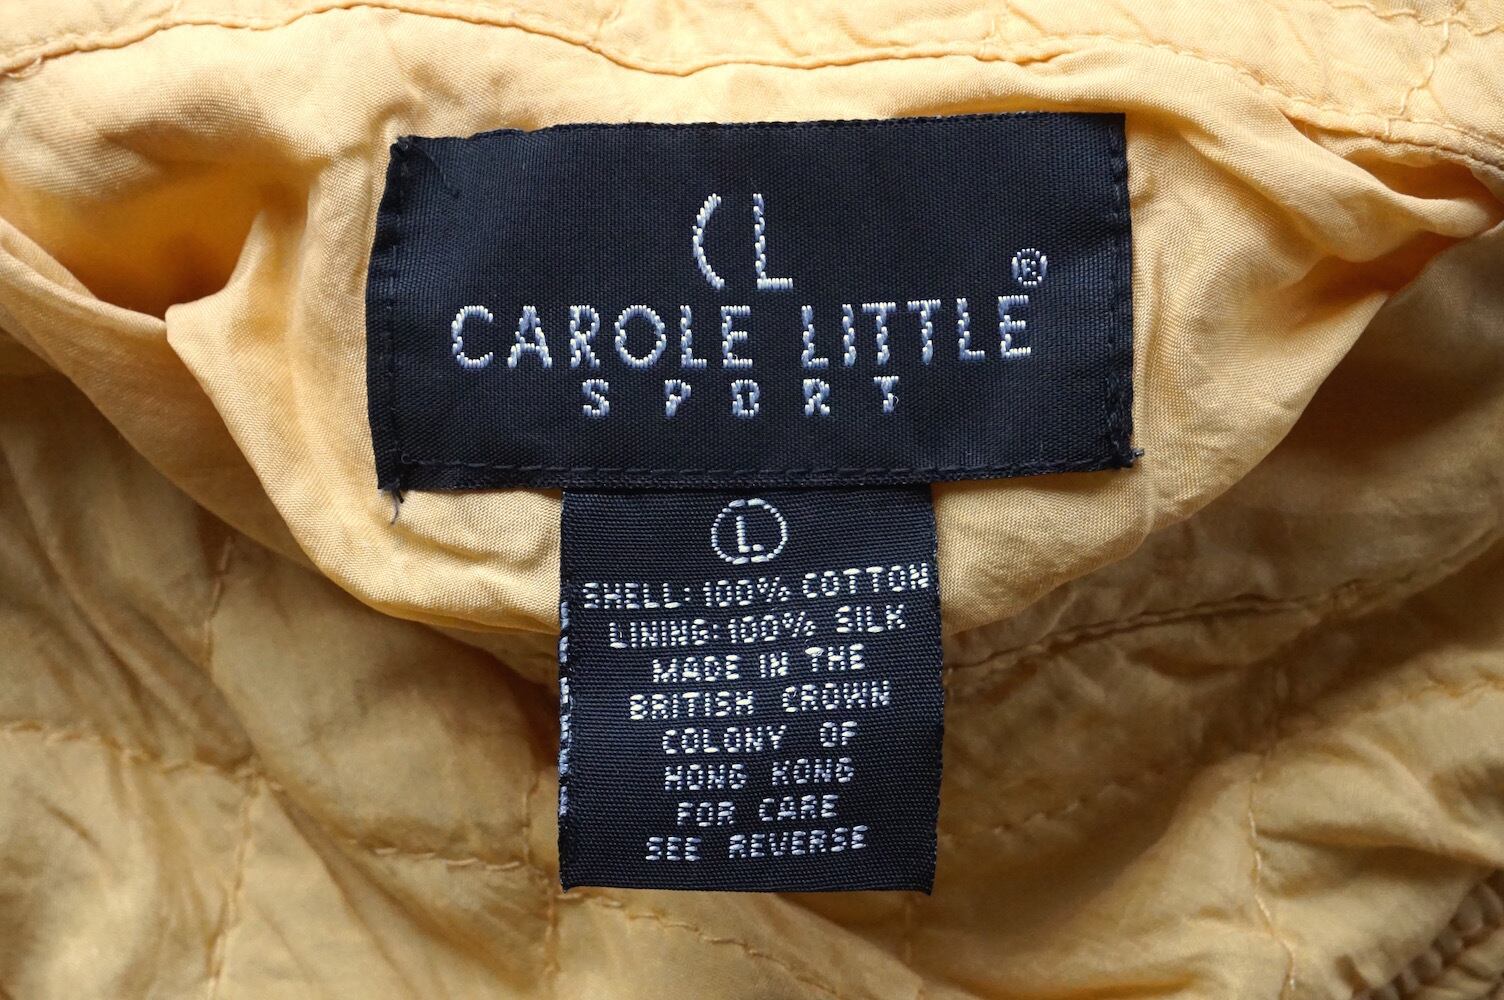 CL
CAROLE LITTLE®
SPORT
L
SHELL: 100% COTTON
LINING: 100% SILK
MADE IN THE
BRITISH CROWN
COLONY OF
HONG KONG
FOR CARE
SEE REVERSE